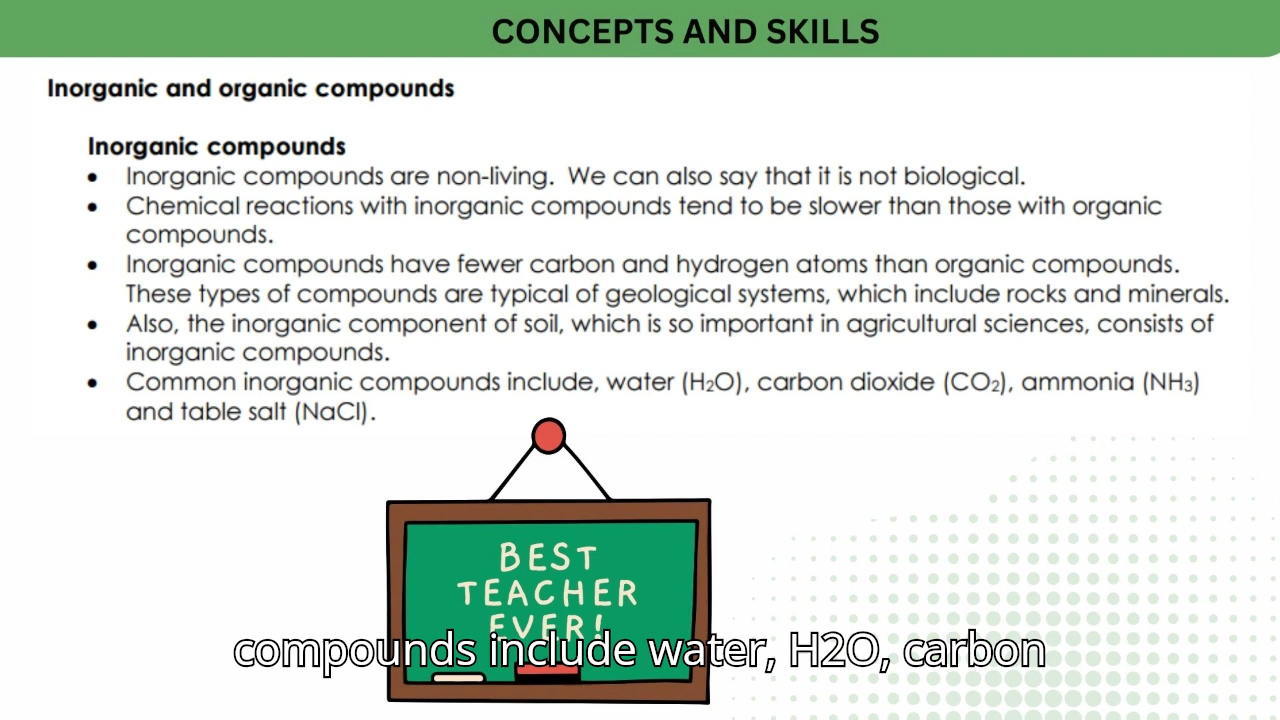 CONCEPTS AND SKILLS
Inorganic and organic compounds
Inorganic compounds
• Inorganic compounds are non-living. We can also say that it is not biological.
• Chemical reactions with inorganic compounds tend to be slower than those with organic
compounds.
• Inorganic compounds have fewer carbon and hydrogen atoms than organic compounds.
These types of compounds are typical of geological systems, which include rocks and minerals.
• Also, the inorganic component of soil, which is so important in agricultural sciences, consists of
inorganic compounds.
• Common inorganic compounds include, water (H₂O), carbon dioxide (CO₂), ammonia (NH₃)
and table salt (NaCl).
BEST
TEACHER
EVER!
compounds include water, H2O, carbon